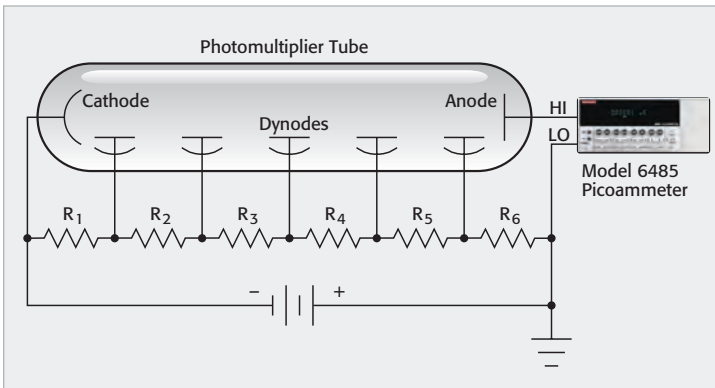 Photomultiplier Tube
Cathode
Anode
Dynodes
HI
LO
Model 6485
Picoammeter
R1
R2
R3
R4
R5
R6
–
+